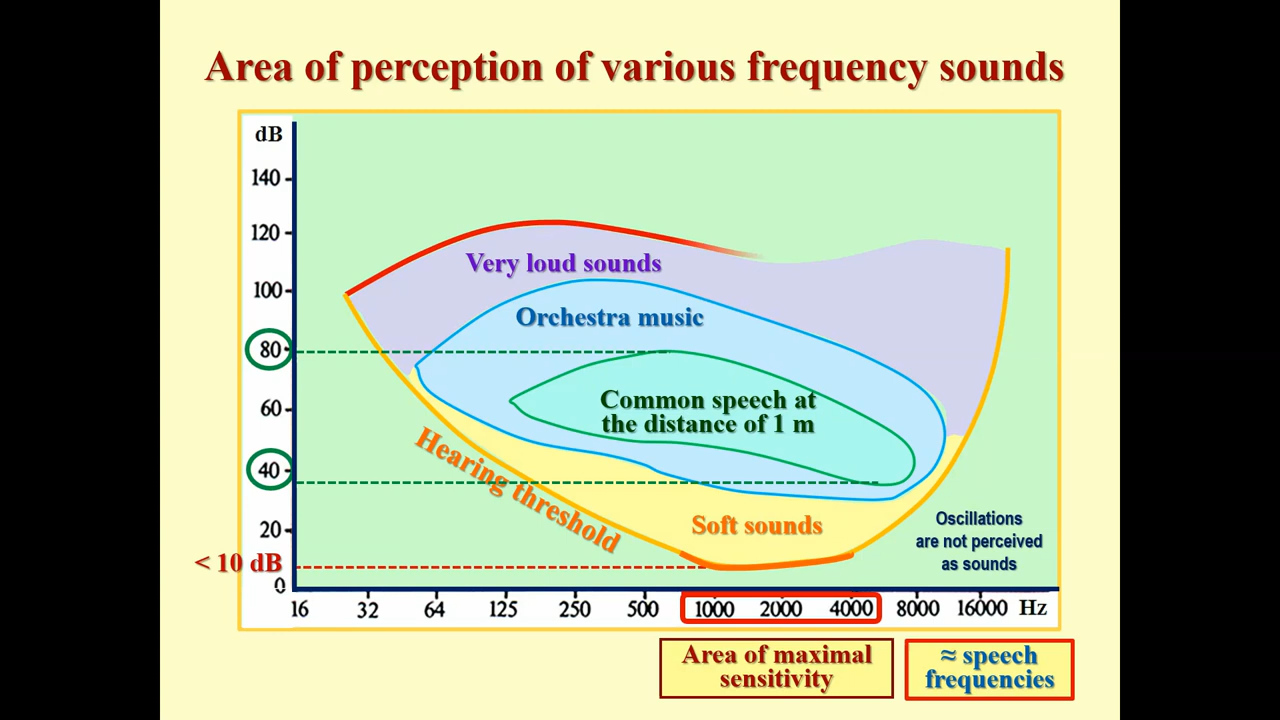 Area of perception of various frequency sounds
dB
140
120
100
80
60
40
20
< 10 dB
0
Very loud sounds
Orchestra music
Common speech at
the distance of 1 m
Hearing threshold
Soft sounds
Oscillations
are not perceived
as sounds
16 32 64 125 250 500 1000 2000 4000 8000 16000 Hz
Area of maximal
sensitivity
≈ speech
frequencies